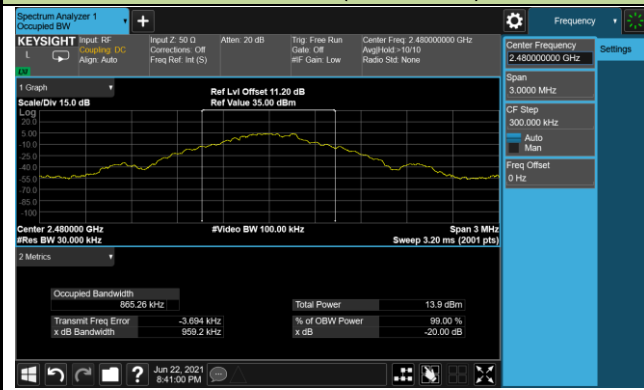 Spectrum Analyzer 1
Occupied BW
Frequency
KEYSIGHT
L
Input: RF
Coupling: DC
Align: Auto
Input Z: 50 Ω
Corrections: Off
Freq Ref: Int (S)
Atten: 20 dB
Trig: Free Run
Gate: Off
#IF Gain: Low
Center Freq: 2.480000000 GHz
Avg|Hold:>10/10
Radio Std: None
Center Frequency
2.480000000 GHz
Settings
Span
3.0000 MHz
CF Step
300.000 kHz
Auto
Man
Freq Offset
0 Hz
1 Graph
Scale/Div 15.0 dB
Ref Lvl Offset 11.20 dB
Ref Value 35.00 dBm
Log
20.0
5.00
-10.0
-25.0
-40.0
-55.0
-70.0
-85.0
-100
Center 2.480000 GHz
#Res BW 30.000 kHz
#Video BW 100.00 kHz
Span 3 MHz
Sweep 3.20 ms (2001 pts)
2 Metrics
Occupied Bandwidth
865.26 kHz
Total Power 13.9 dBm
Transmit Freq Error -3.694 kHz
% of OBW Power 99.00 %
x dB Bandwidth 959.2 kHz
x dB -20.00 dB
Jun 22, 2021
8:41:00 PM